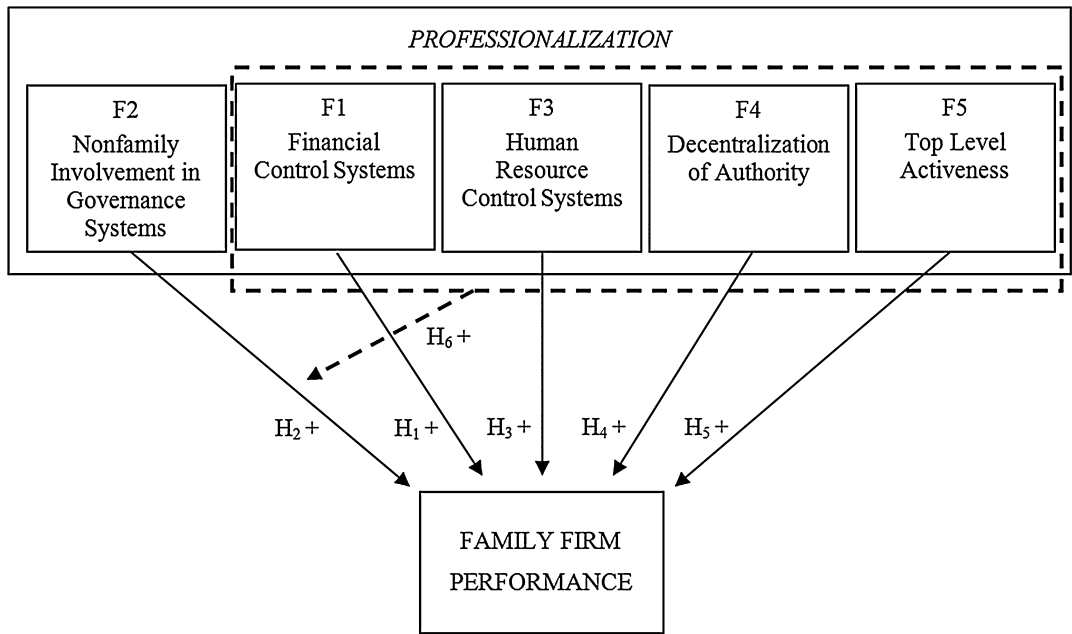 PROFESSIONALIZATION
F2
Nonfamily
Involvement in
Governance
Systems
F1
Financial
Control Systems
F3
Human
Resource
Control Systems
F4
Decentralization
of Authority
F5
Top Level
Activeness
H₆ +
H₂ +
H₁ +
H₃ +
H₄ +
H₅ +
FAMILY FIRM
PERFORMANCE